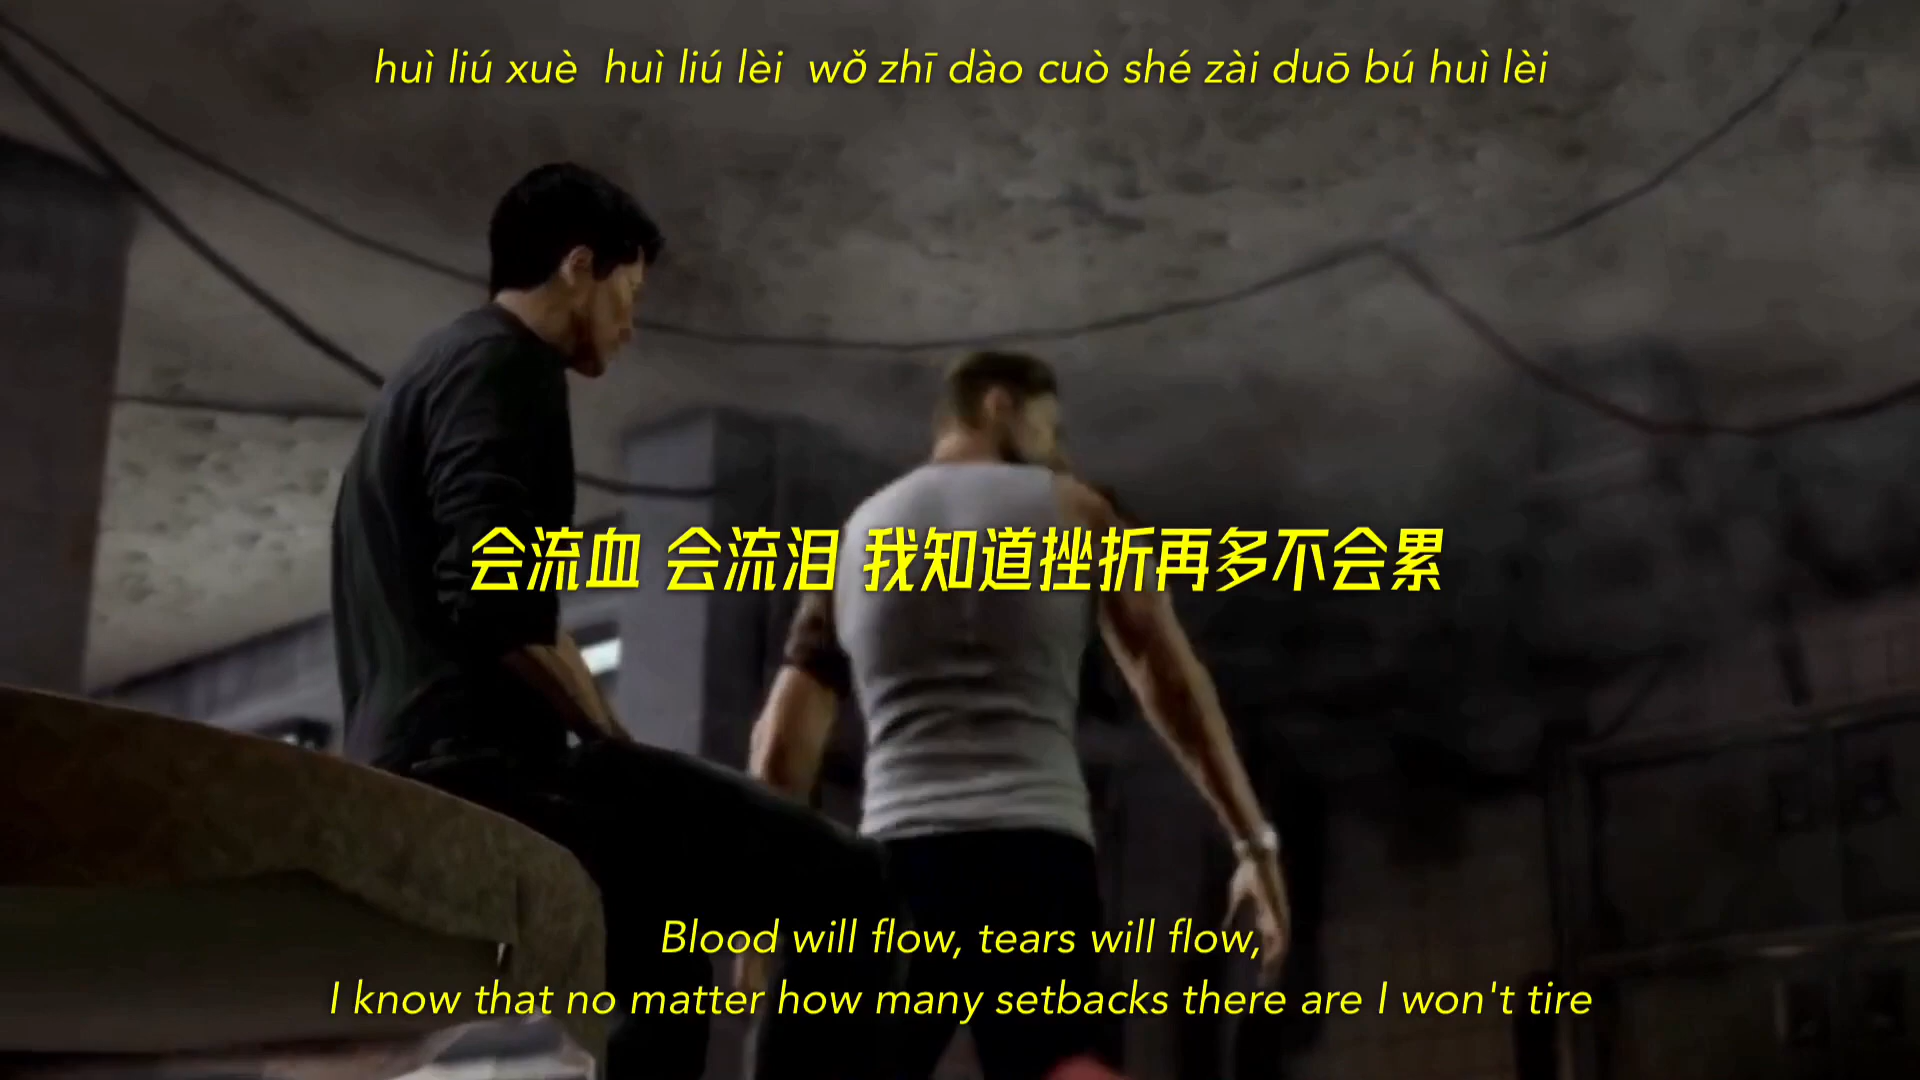 huì liú xuè  huì liú lèi  wǒ zhī dào cuò shé zài duō bú huì lèi
会流血 会流泪 我知道挫折再多不会累
Blood will flow, tears will flow,
I know that no matter how many setbacks there are I won't tire